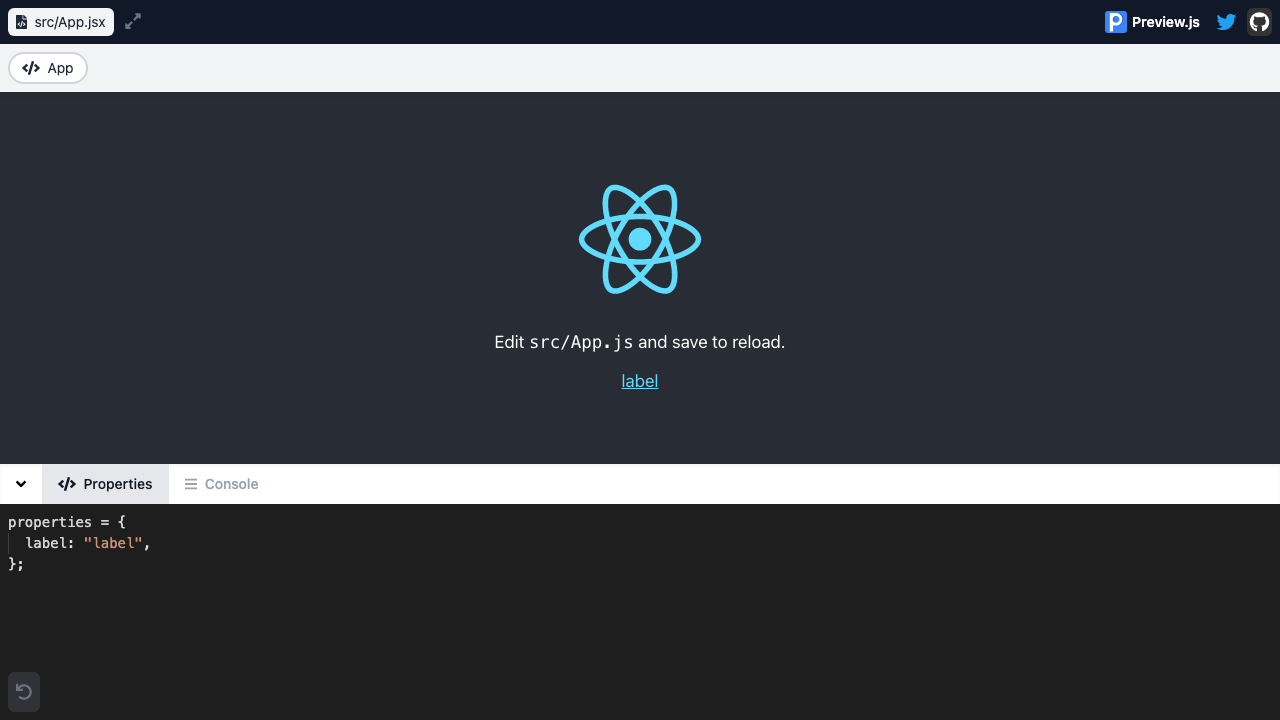 src/App.jsx
Preview.js
App
Edit src/App.js and save to reload.
label
Properties
Console
properties = {
  label: "label",
};